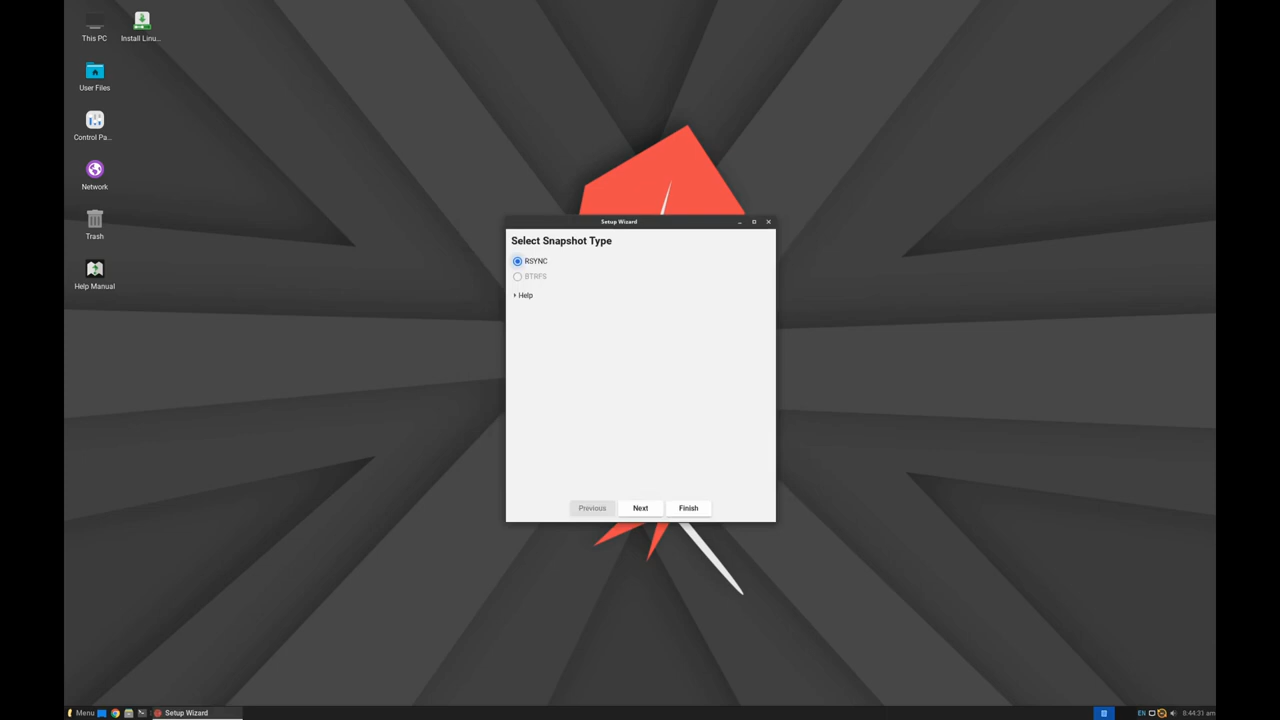 This PC
Install Linu...
User Files
Control Pa...
Network
Trash
Help Manual
Setup Wizard
Select Snapshot Type
RSYNC
BTRFS
Help
Previous
Next
Finish
Menu
Setup Wizard
EN
8:44:31 am